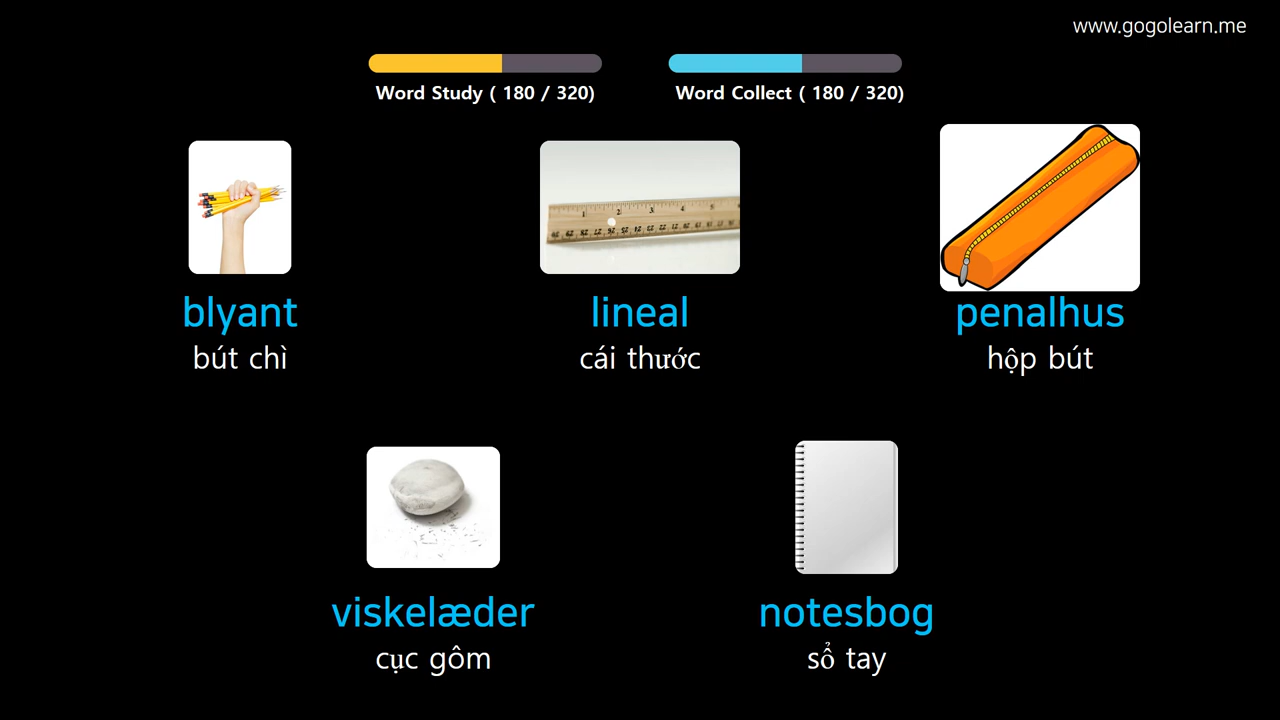 www.gogolearn.me
Word Study ( 180 / 320)
Word Collect ( 180 / 320)
blyant
bút chì
lineal
cái thước
penalhus
hộp bút
viskelæder
cục gôm
notesbog
sổ tay